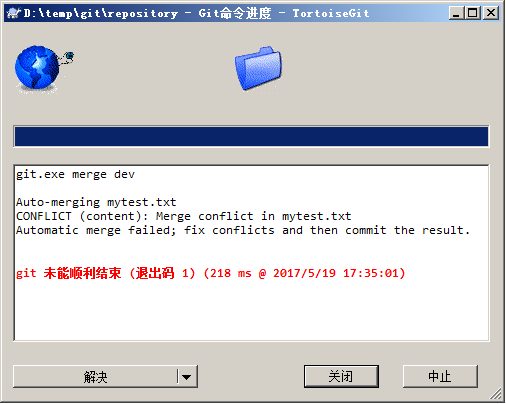 D:\temp\git\repository - Git命令进度 - TortoiseGit
git.exe merge dev
Auto-merging mytest.txt
CONFLICT (content): Merge conflict in mytest.txt
Automatic merge failed; fix conflicts and then commit the result.
git 未能顺利结束 (退出码 1) (218 ms @ 2017/5/19 17:35:01)
解决 关闭 中止